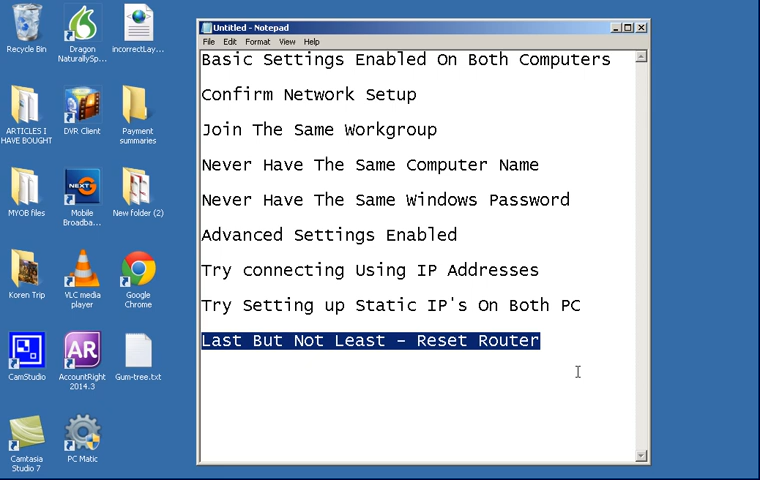 Recycle Bin
Dragon
NaturallySp...
incorrectLay...
ARTICLES I
HAVE BOUGHT
DVR Client
Payment
summaries
MYOB files
NEXT G
Mobile
Broadba...
New folder (2)
Koren Trip
VLC media
player
Google
Chrome
CamStudio
AR
AccountRight
2014.3
Gum-tree.txt
Camtasia
Studio 7
PC Matic
Untitled - Notepad
File Edit Format View Help
Basic Settings Enabled On Both Computers
Confirm Network Setup
Join The Same Workgroup
Never Have The Same Computer Name
Never Have The Same Windows Password
Advanced Settings Enabled
Try connecting Using IP Addresses
Try Setting up Static IP's On Both PC
Last But Not Least - Reset Router